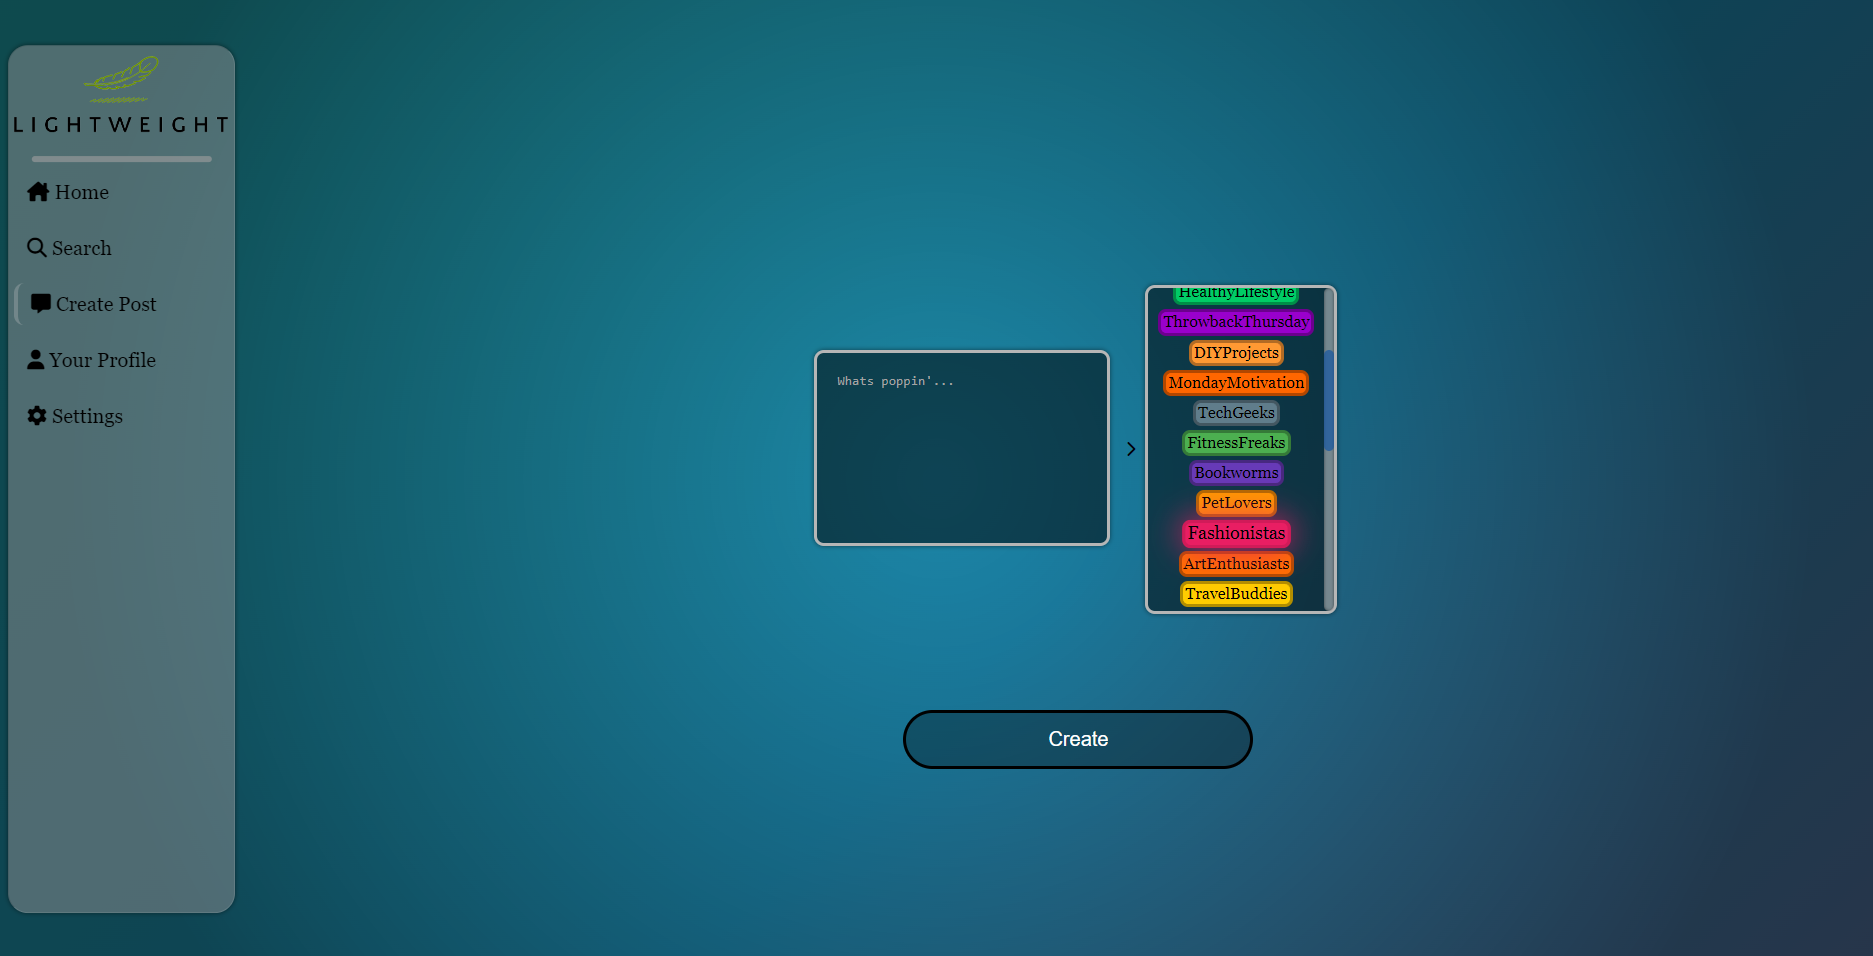 LIGHTWEIGHT
Home
Search
Create Post
Your Profile
Settings
Whats poppin'...
HealthyLifestyle
ThrowbackThursday
DIYProjects
MondayMotivation
TechGeeks
FitnessFreaks
Bookworms
PetLovers
Fashionistas
ArtEnthusiasts
TravelBuddies
Create